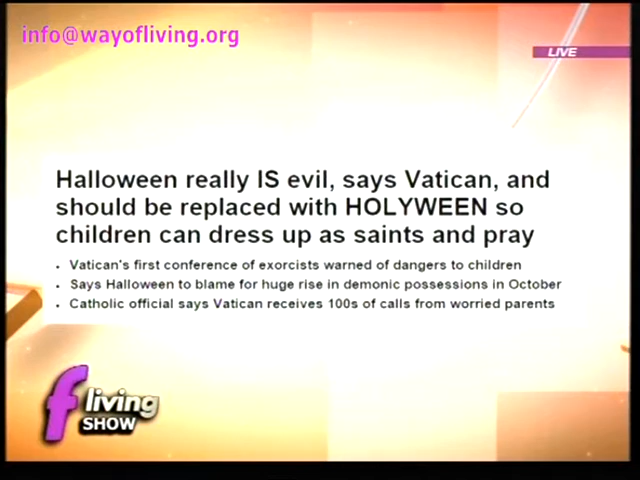 info@wayofliving.org
LIVE
Halloween really IS evil, says Vatican, and
should be replaced with HOLYWEEN so
children can dress up as saints and pray
• Vatican's first conference of exorcists warned of dangers to children
• Says Halloween to blame for huge rise in demonic possessions in October
• Catholic official says Vatican receives 100s of calls from worried parents
f living
SHOW